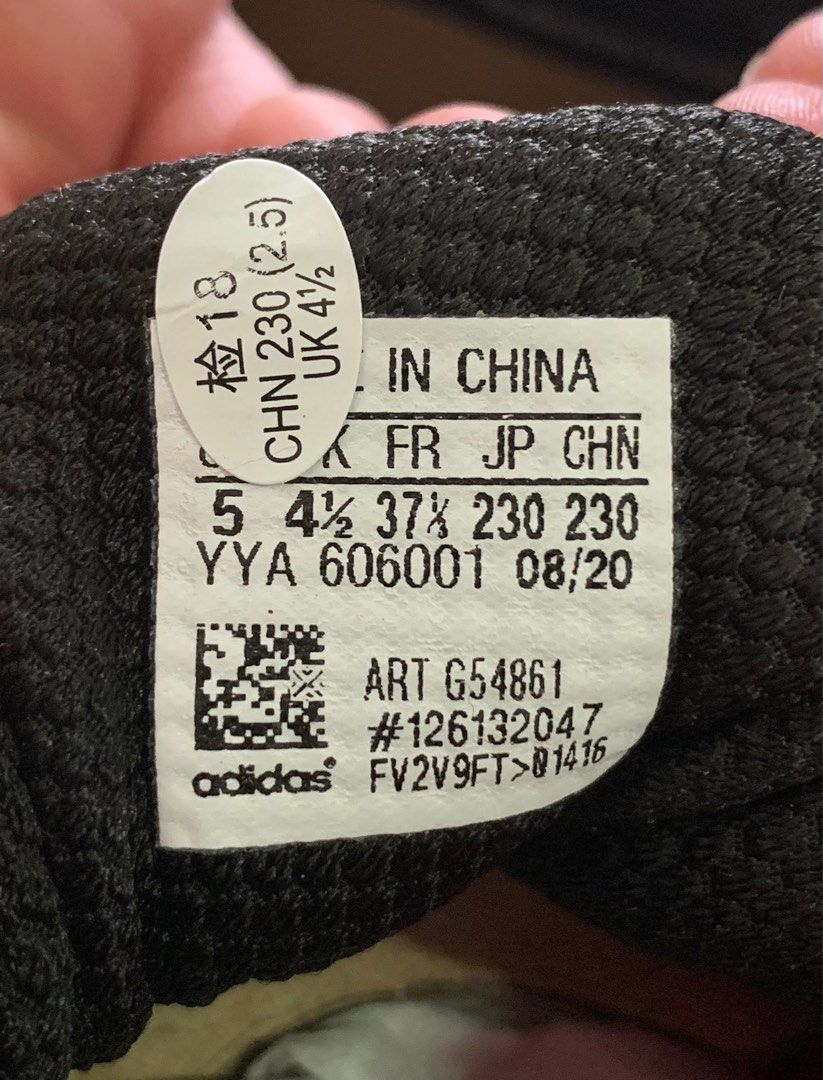 检18
CHN 230 (2.5)
UK 4½
IN CHINA
FR JP CHN
5 4½ 37⅓ 230 230
YYA 606001 08/20
ART G54861
#126132047
adidas®
FV2V9FT>01416